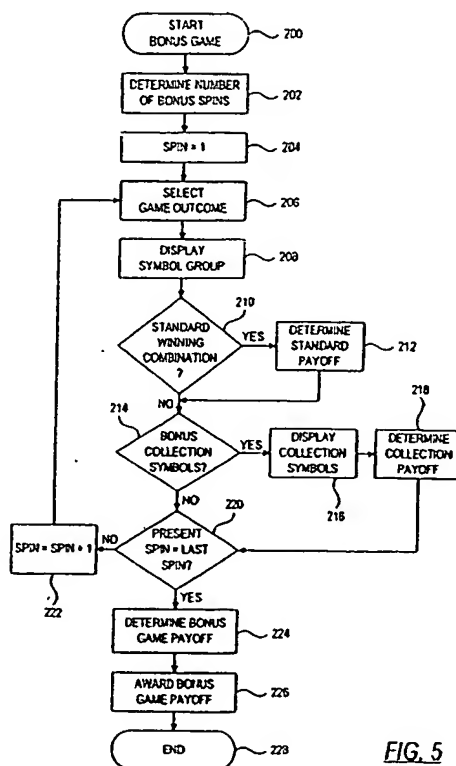 START
BONUS GAME
200
DETERMINE NUMBER
OF BONUS SPINS
202
SPIN = 1
204
SELECT
GAME OUTCOME
206
DISPLAY
SYMBOL GROUP
208
210
STANDARD
WINNING
COMBINATION
?
YES
DETERMINE
STANDARD
PAYOFF
212
NO
214
BONUS
COLLECTION
SYMBOLS?
YES
DISPLAY
COLLECTION
SYMBOLS
216
218
DETERMINE
COLLECTION
PAYOFF
NO
220
PRESENT
SPIN = LAST
SPIN?
NO
SPIN = SPIN + 1
222
YES
DETERMINE BONUS
GAME PAYOFF
224
AWARD BONUS
GAME PAYOFF
226
END
228
FIG. 5